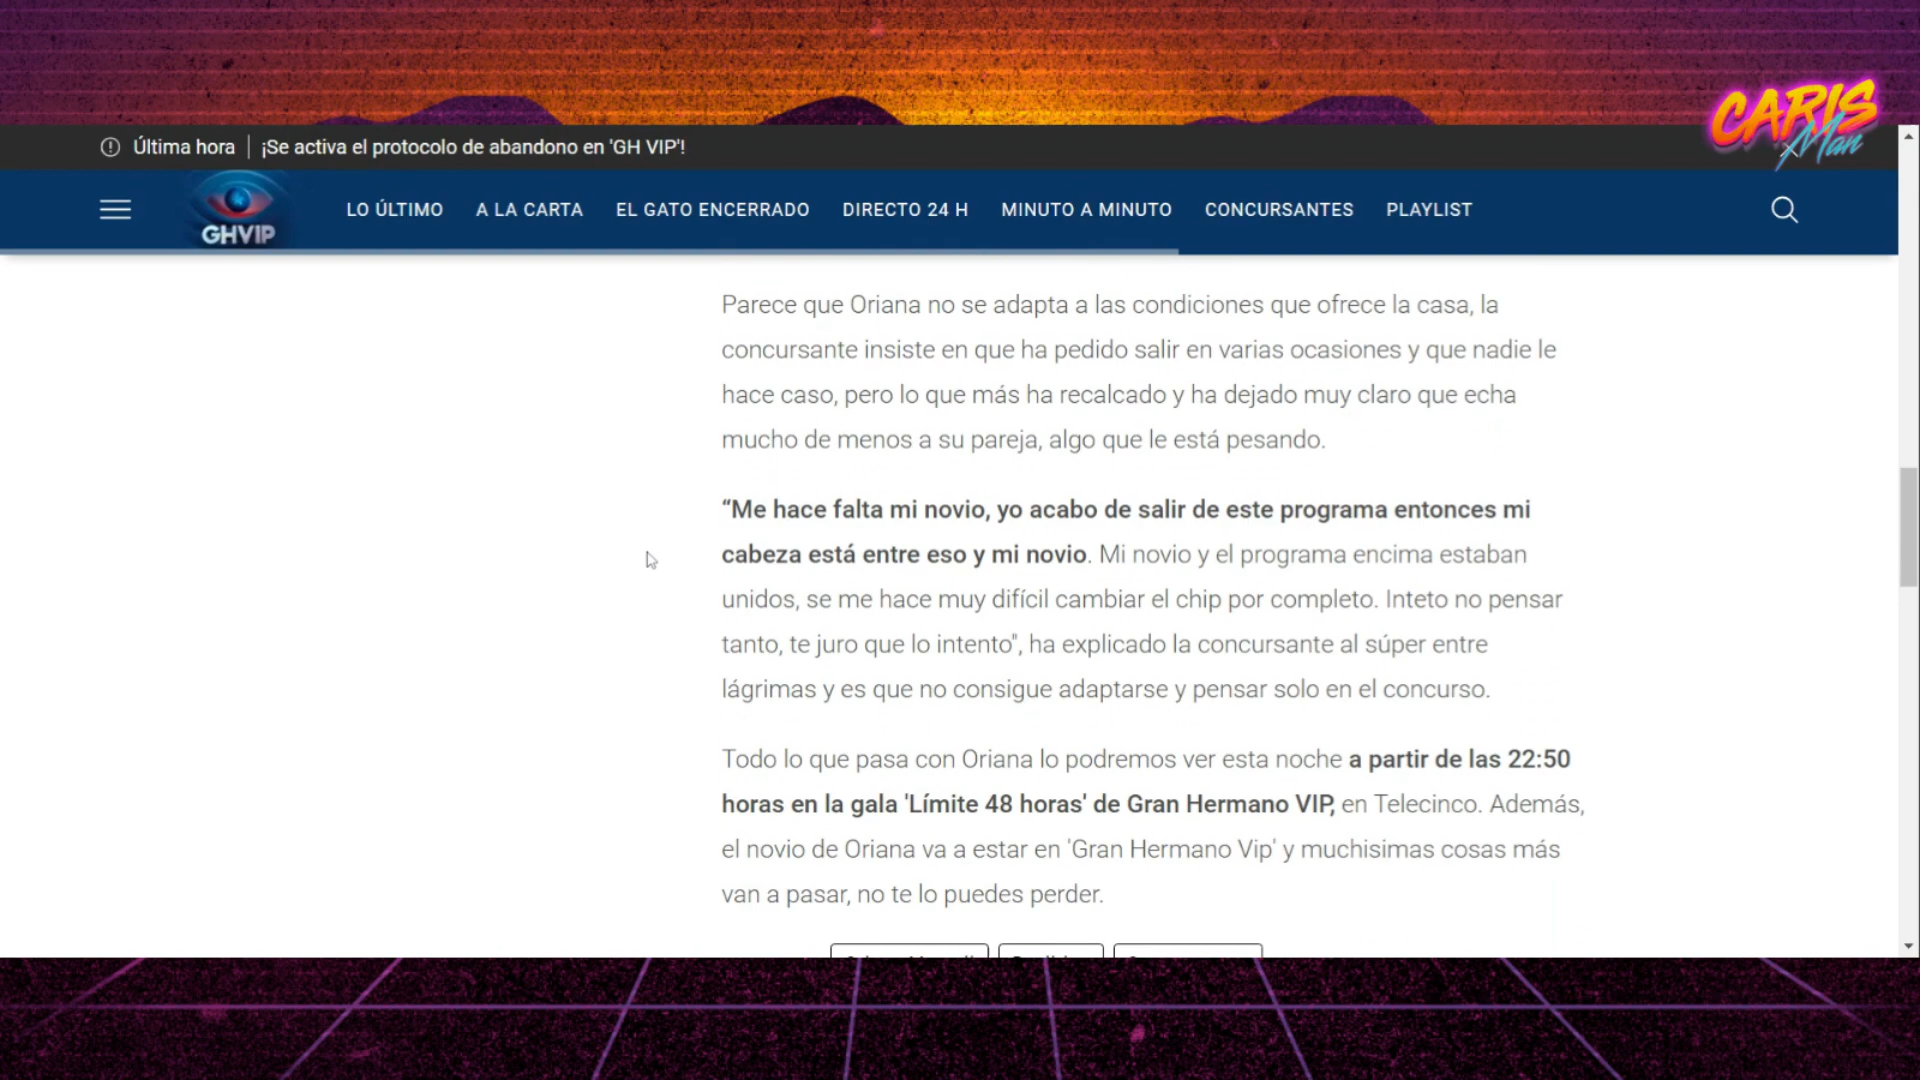 CARIS
Man
Última hora | ¡Se activa el protocolo de abandono en 'GH VIP'!
GHVIP
LO ÚLTIMO A LA CARTA EL GATO ENCERRADO DIRECTO 24 H MINUTO A MINUTO CONCURSANTES PLAYLIST
Parece que Oriana no se adapta a las condiciones que ofrece la casa, la
concursante insiste en que ha pedido salir en varias ocasiones y que nadie le
hace caso, pero lo que más ha recalcado y ha dejado muy claro que echa
mucho de menos a su pareja, algo que le está pesando.
“Me hace falta mi novio, yo acabo de salir de este programa entonces mi
cabeza está entre eso y mi novio. Mi novio y el programa encima estaban
unidos, se me hace muy difícil cambiar el chip por completo. Inteto no pensar
tanto, te juro que lo intento", ha explicado la concursante al súper entre
lágrimas y es que no consigue adaptarse y pensar solo en el concurso.
Todo lo que pasa con Oriana lo podremos ver esta noche a partir de las 22:50
horas en la gala 'Límite 48 horas' de Gran Hermano VIP, en Telecinco. Además,
el novio de Oriana va a estar en 'Gran Hermano Vip' y muchisimas cosas más
van a pasar, no te lo puedes perder.